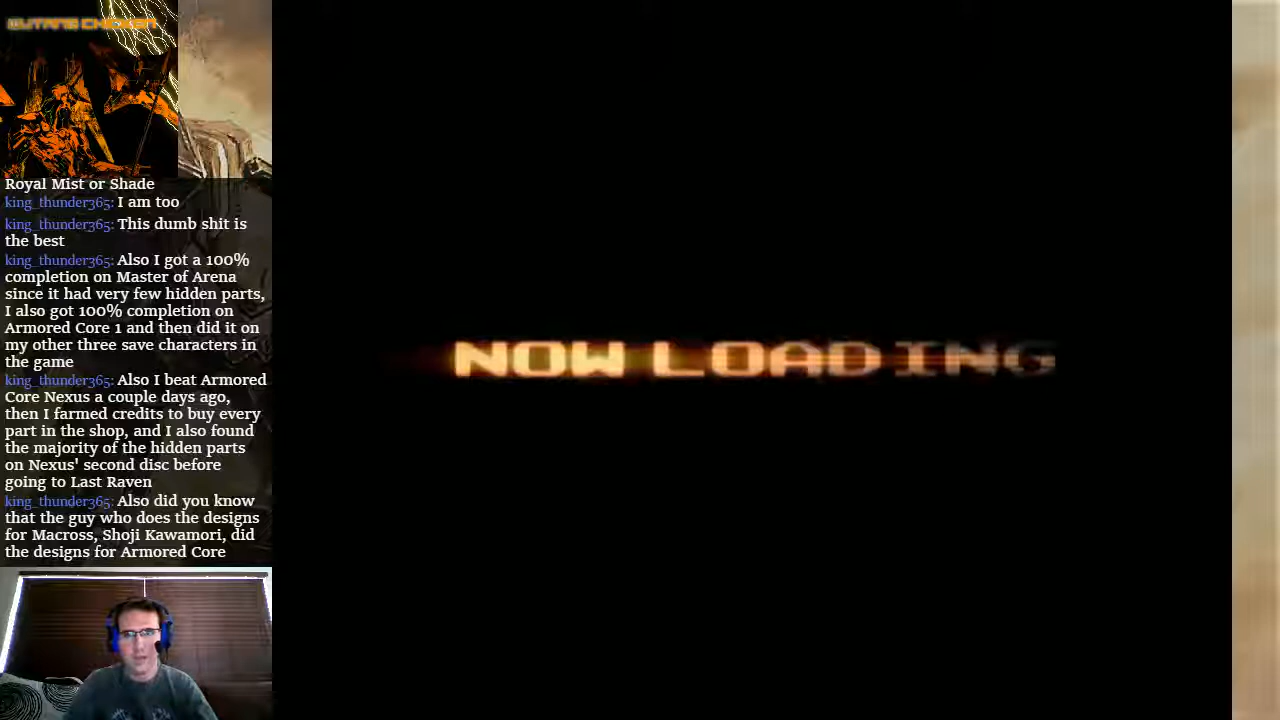 WUTANG CHICKEN
Royal Mist or Shade
king_thunder365: I am too
king_thunder365: This dumb shit is
the best
king_thunder365: Also I got a 100%
completion on Master of Arena
since it had very few hidden parts,
I also got 100% completion on
Armored Core 1 and then did it on
my other three save characters in
the game
king_thunder365: Also I beat Armored
Core Nexus a couple days ago,
then I farmed credits to buy every
part in the shop, and I also found
the majority of the hidden parts
on Nexus' second disc before
going to Last Raven
king_thunder365: Also did you know
that the guy who does the designs
for Macross, Shoji Kawamori, did
the designs for Armored Core
NOW LOADING